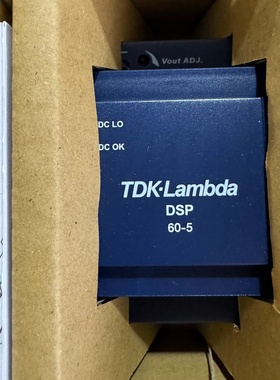 Vout ADJ.
DC LO
DC OK
TDK·Lambda
DSP
60-5